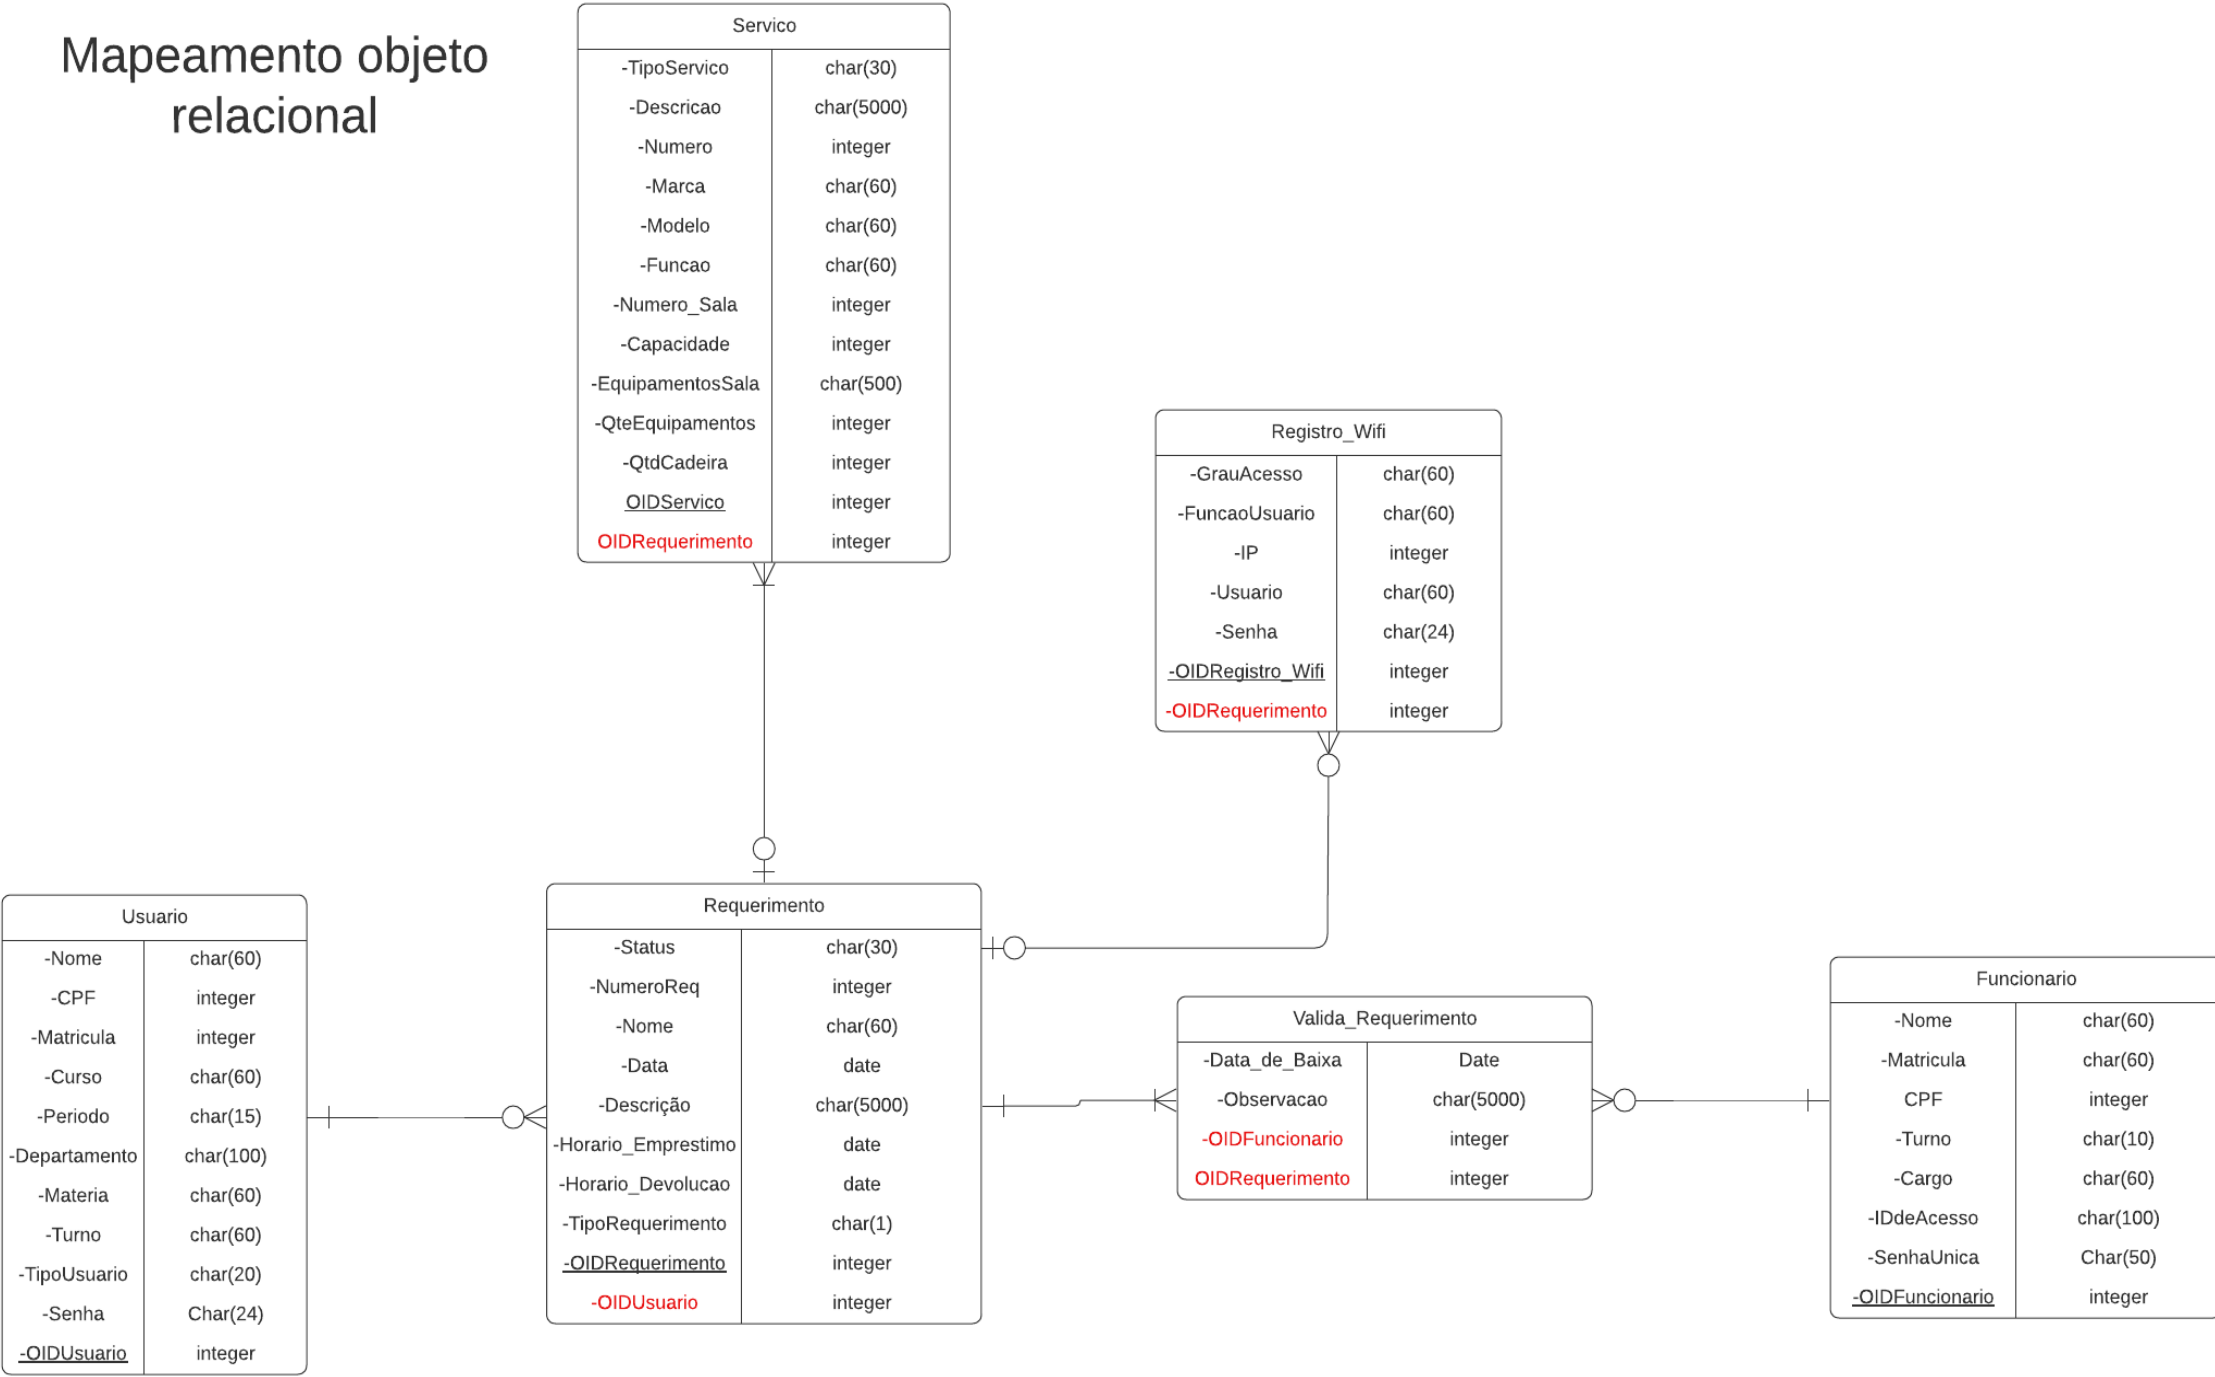 Mapeamento objeto
relacional
Servico
-TipoServico char(30)
-Descricao char(5000)
-Numero integer
-Marca char(60)
-Modelo char(60)
-Funcao char(60)
-Numero_Sala integer
-Capacidade integer
-EquipamentosSala char(500)
-QteEquipamentos integer
-QtdCadeira integer
OIDServico integer
OIDRequerimento integer
Registro_Wifi
-GrauAcesso char(60)
-FuncaoUsuario char(60)
-IP integer
-Usuario char(60)
-Senha char(24)
-OIDRegistro_Wifi integer
-OIDRequerimento integer
Usuario
-Nome char(60)
-CPF integer
-Matricula integer
-Curso char(60)
-Periodo char(15)
-Departamento char(100)
-Materia char(60)
-Turno char(60)
-TipoUsuario char(20)
-Senha Char(24)
-OIDUsuario integer
Requerimento
-Status char(30)
-NumeroReq integer
-Nome char(60)
-Data date
-Descrição char(5000)
-Horario_Emprestimo date
-Horario_Devolucao date
-TipoRequerimento char(1)
-OIDRequerimento integer
-OIDUsuario integer
Valida_Requerimento
-Data_de_Baixa Date
-Observacao char(5000)
-OIDFuncionario integer
OIDRequerimento integer
Funcionario
-Nome char(60)
-Matricula char(60)
CPF integer
-Turno char(10)
-Cargo char(60)
-IDdeAcesso char(100)
-SenhaUnica Char(50)
-OIDFuncionario integer